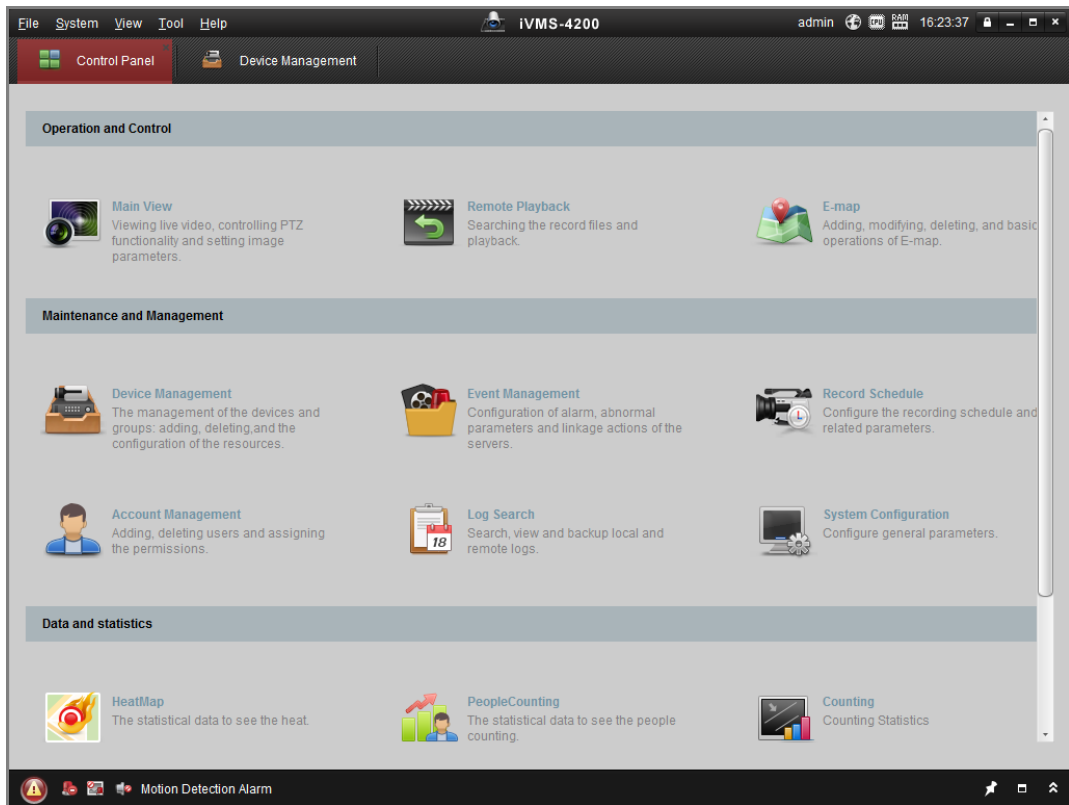 File System View Tool Help iVMS-4200 admin CPU RAM 16:23:37
Control Panel Device Management
Operation and Control
Main View
Viewing live video, controlling PTZ
functionality and setting image
parameters.
Remote Playback
Searching the record files and
playback.
E-map
Adding, modifying, deleting, and basic
operations of E-map.
Maintenance and Management
Device Management
The management of the devices and
groups: adding, deleting,and the
configuration of the resources.
Event Management
Configuration of alarm, abnormal
parameters and linkage actions of the
servers.
Record Schedule
Configure the recording schedule and
related parameters.
Account Management
Adding, deleting users and assigning
the permissions.
18
Log Search
Search, view and backup local and
remote logs.
System Configuration
Configure general parameters.
Data and statistics
HeatMap
The statistical data to see the heat.
PeopleCounting
The statistical data to see the people
counting.
Counting
Counting Statistics
Motion Detection Alarm